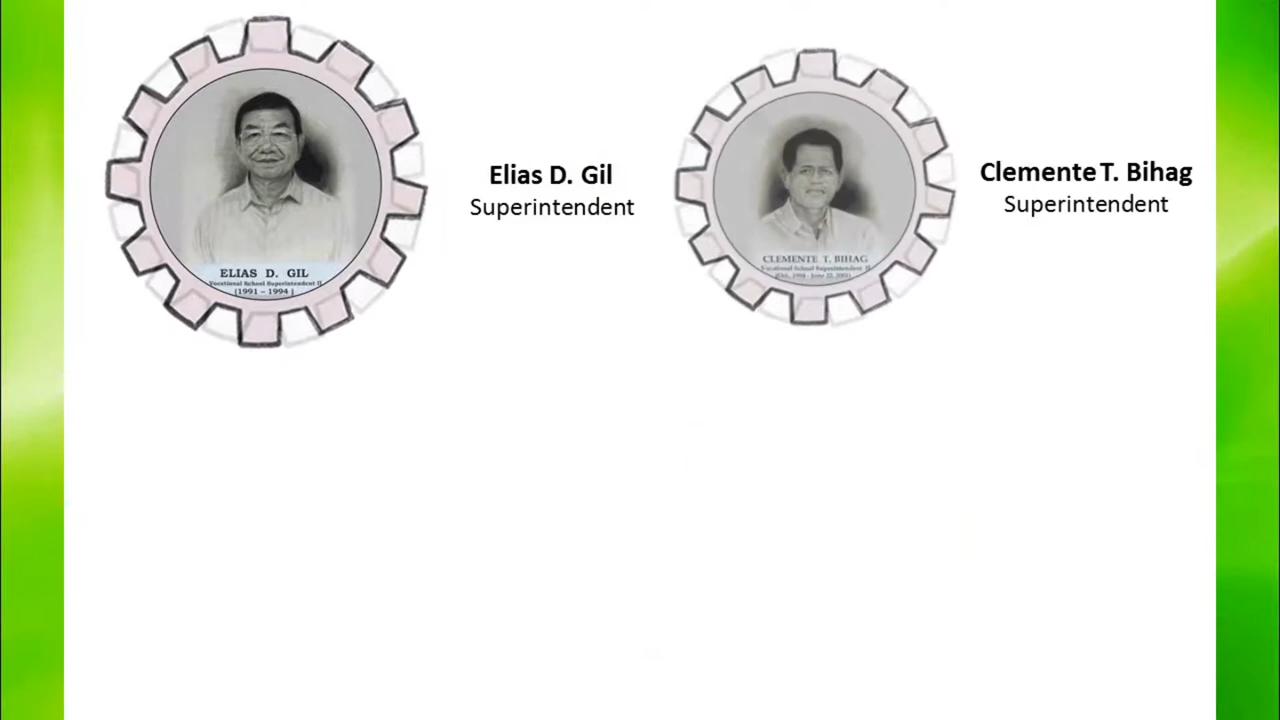 Elias D. Gil
Superintendent
ELIAS D. GIL
Vocational School Superintendent II
(1991 – 1994 )
Clemente T. Bihag
Superintendent
CLEMENTE T. BIHAG
Vocational School Superintendent II